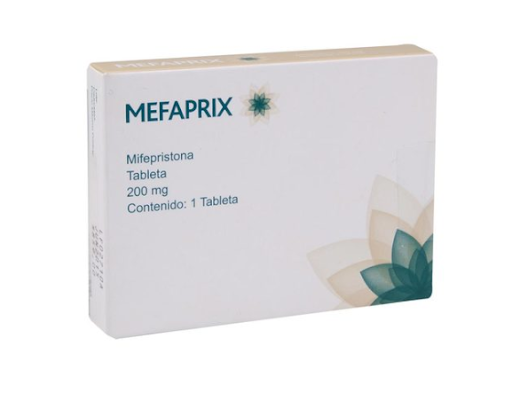 MEFAPRIX
MEFAPRIX
Mifepristona
Tableta
200 mg
Contenido: 1 Tableta